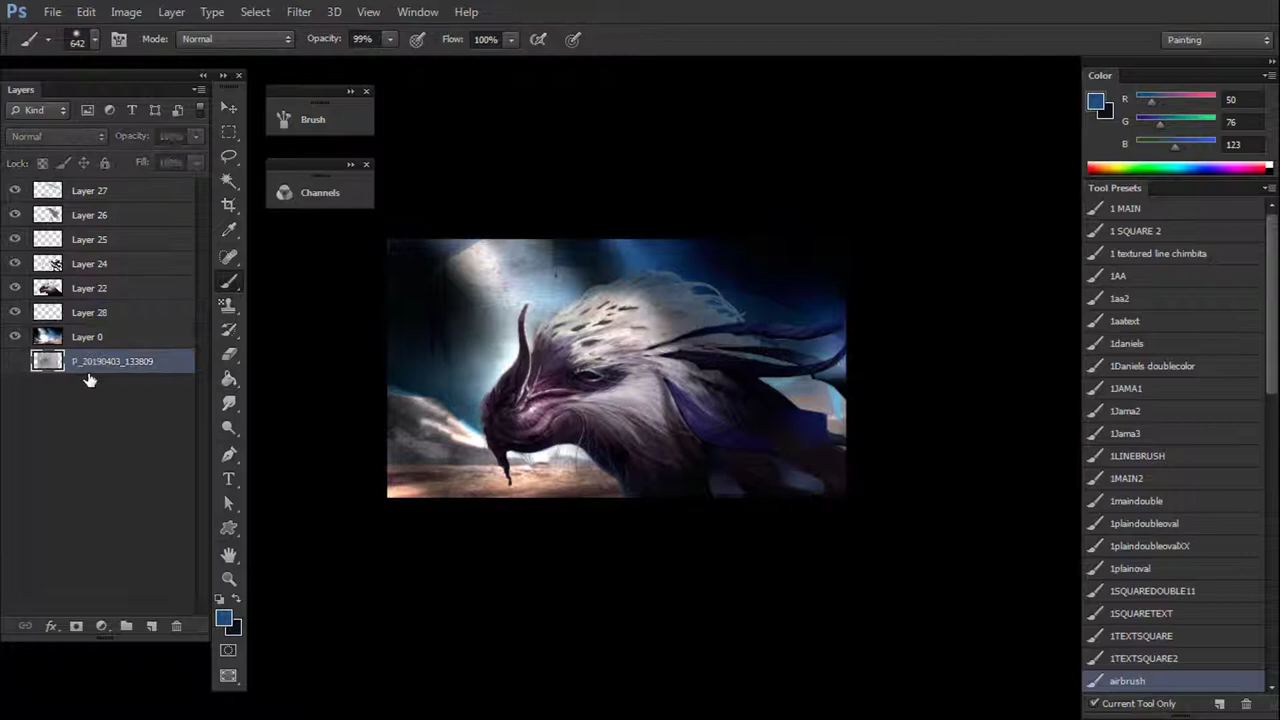 Ps File Edit Image Layer Type Select Filter 3D View Window Help
642 Mode: Normal Opacity: 99% Flow: 100% Painting
Layers
Kind
Normal Opacity: 100%
Lock: Fill: 100%
Layer 27
Layer 26
Layer 25
Layer 24
Layer 22
Layer 28
Layer 0
P_20190403_133809
fx
Brush
Channels
Color
R 50
G 76
B 123
Tool Presets
1 MAIN
1 SQUARE 2
1 textured line chimbita
1AA
1aa2
1aatext
1daniels
1Daniels doublecolor
1JAMA1
1Jama2
1Jama3
1LINEBRUSH
1MAIN2
1maindouble
1plaindoubleoval
1plaindoubleovalXX
1plainoval
1SQUAREDOUBLE11
1SQUARETEXT
1TEXTSQUARE
1TEXTSQUARE2
airbrush
Current Tool Only